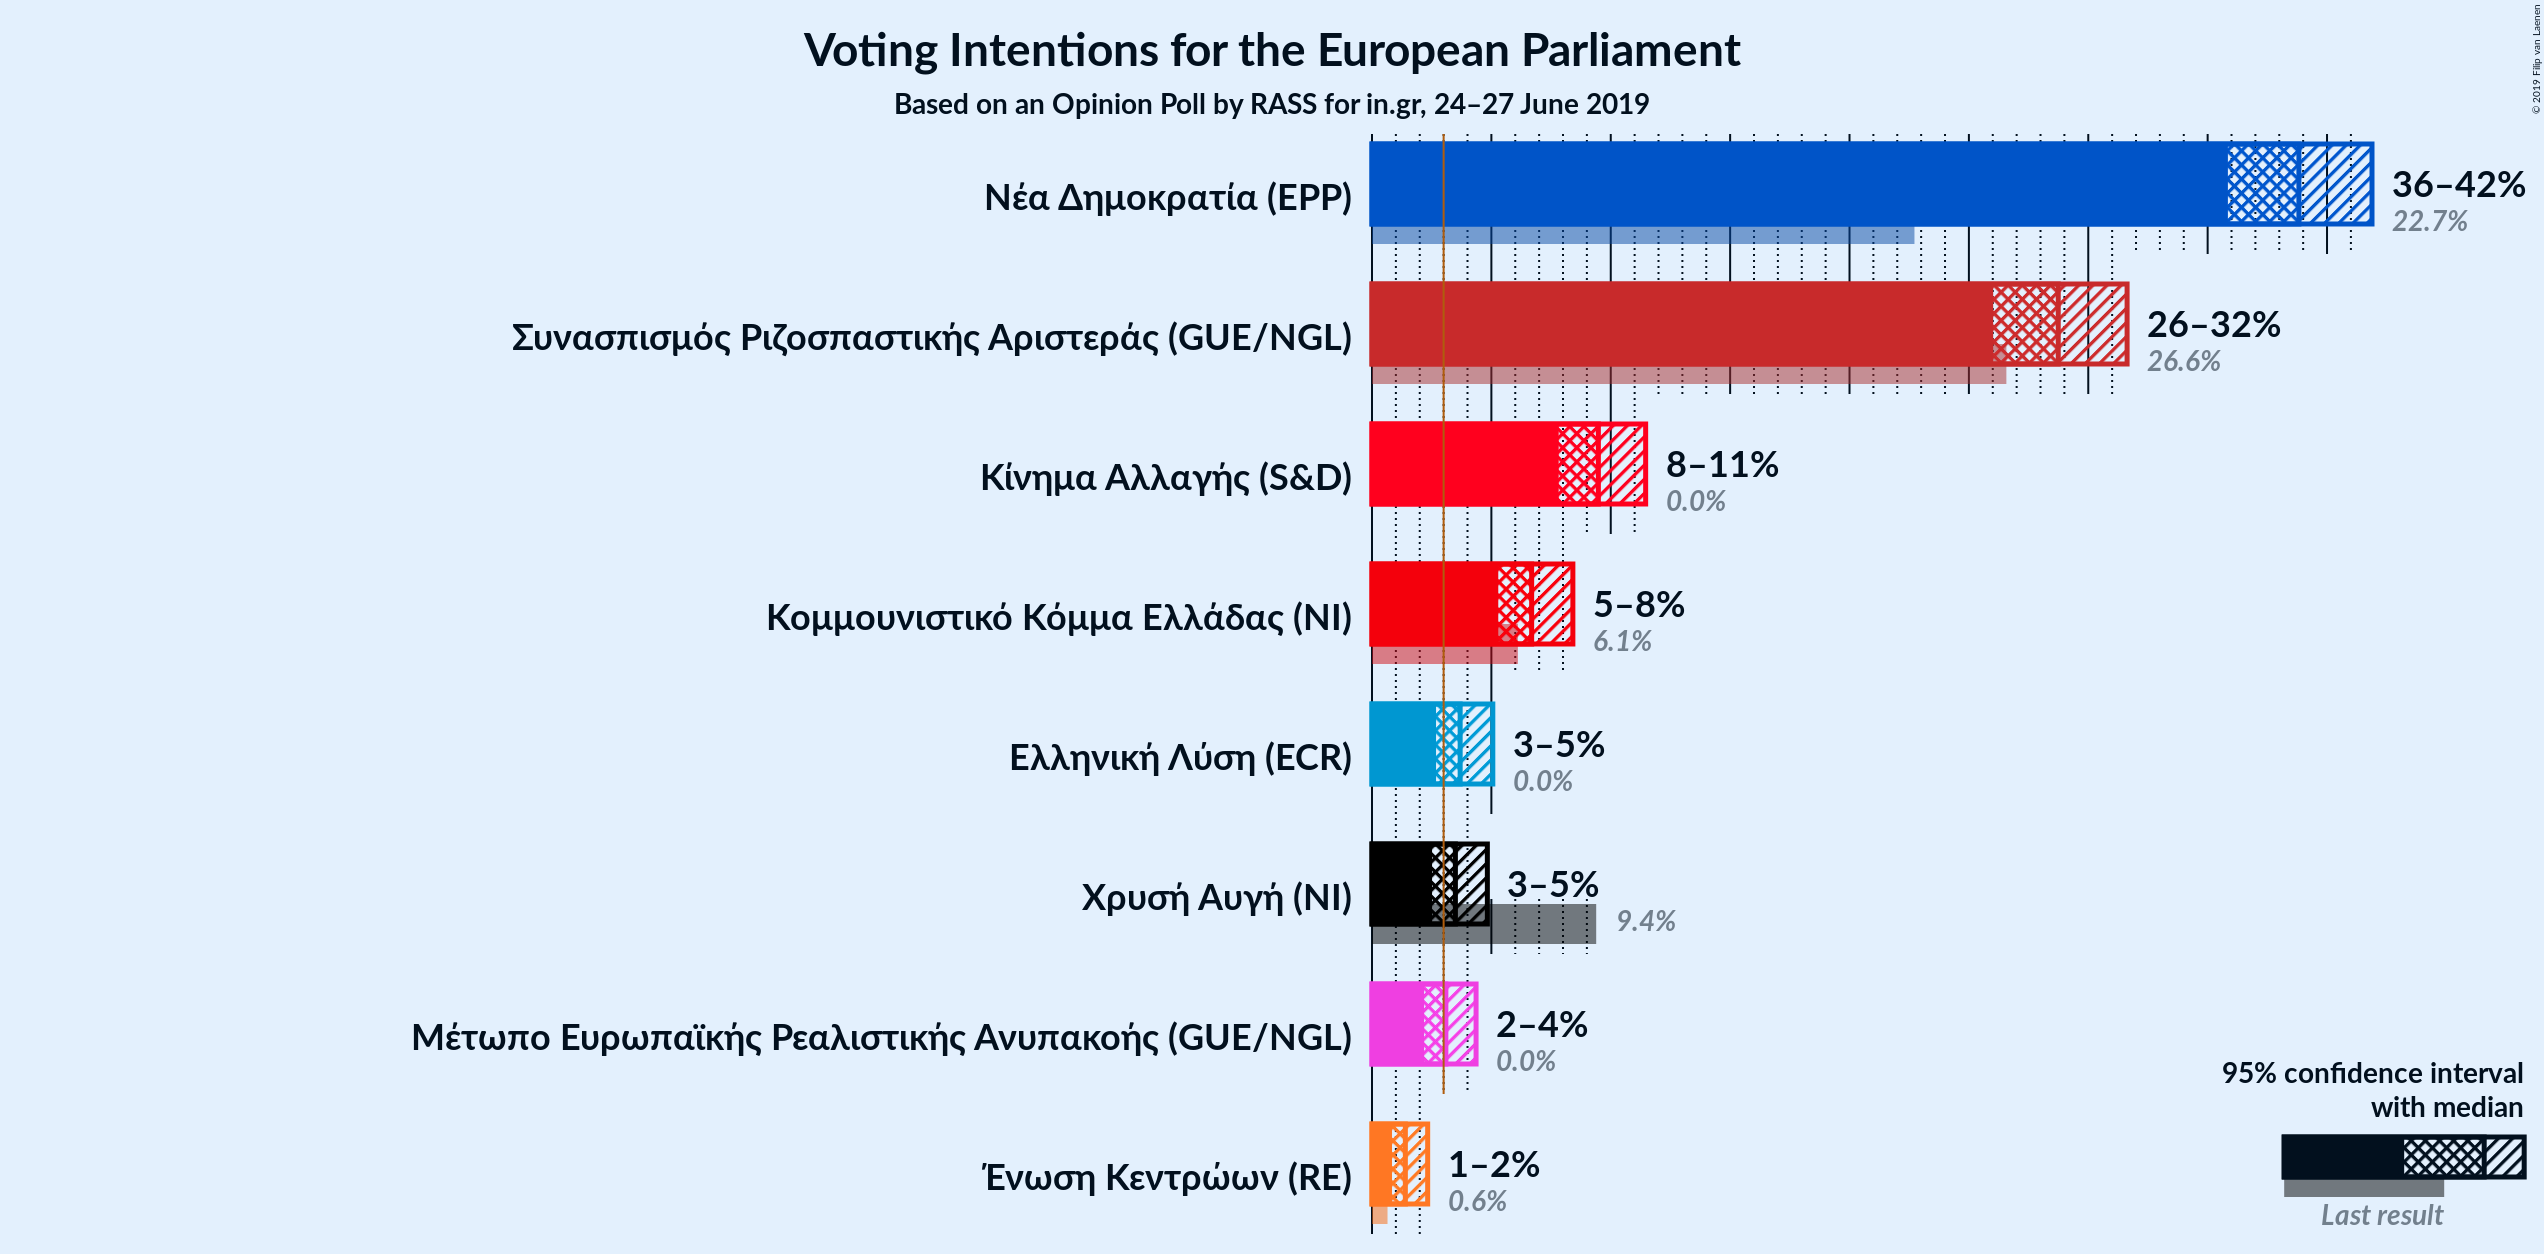 Voting Intentions for the European Parliament
Based on an Opinion Poll by RASS for in.gr, 24–27 June 2019
© 2019 Filip van Laenen
Νέα Δημοκρατία (EPP)
36–42%
22.7%
Συνασπισμός Ριζοσπαστικής Αριστεράς (GUE/NGL)
26–32%
26.6%
Κίνημα Αλλαγής (S&D)
8–11%
0.0%
Κομμουνιστικό Κόμμα Ελλάδας (NI)
5–8%
6.1%
Ελληνική Λύση (ECR)
3–5%
0.0%
Χρυσή Αυγή (NI)
3–5%
9.4%
Μέτωπο Ευρωπαϊκής Ρεαλιστικής Ανυπακοής (GUE/NGL)
2–4%
0.0%
Ένωση Κεντρώων (RE)
1–2%
0.6%
95% confidence interval
with median
Last result